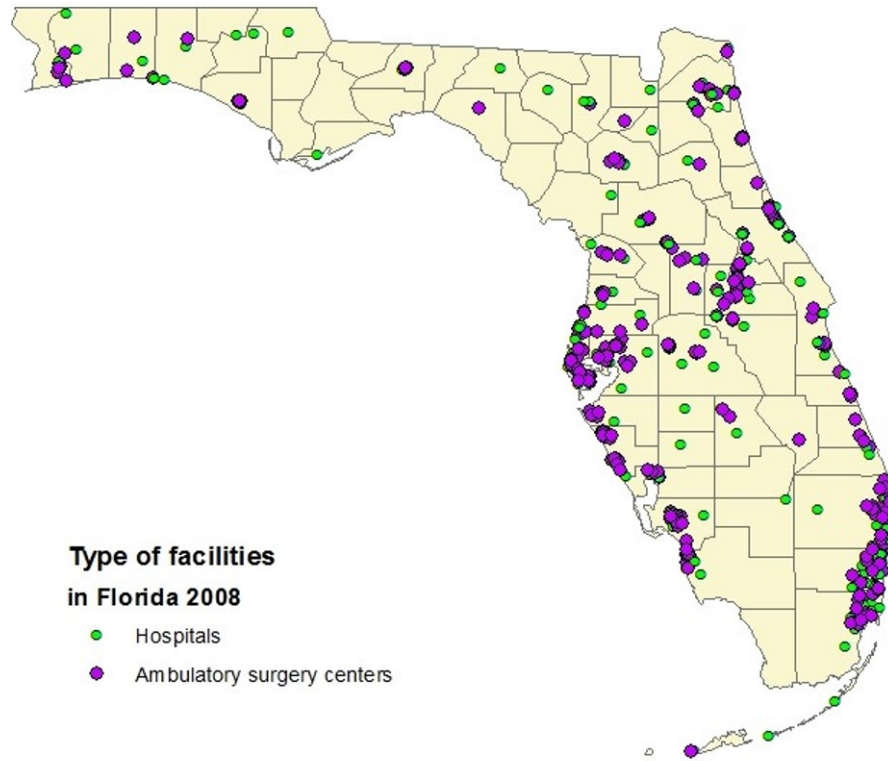 Type of facilities
in Florida 2008
Hospitals
Ambulatory surgery centers